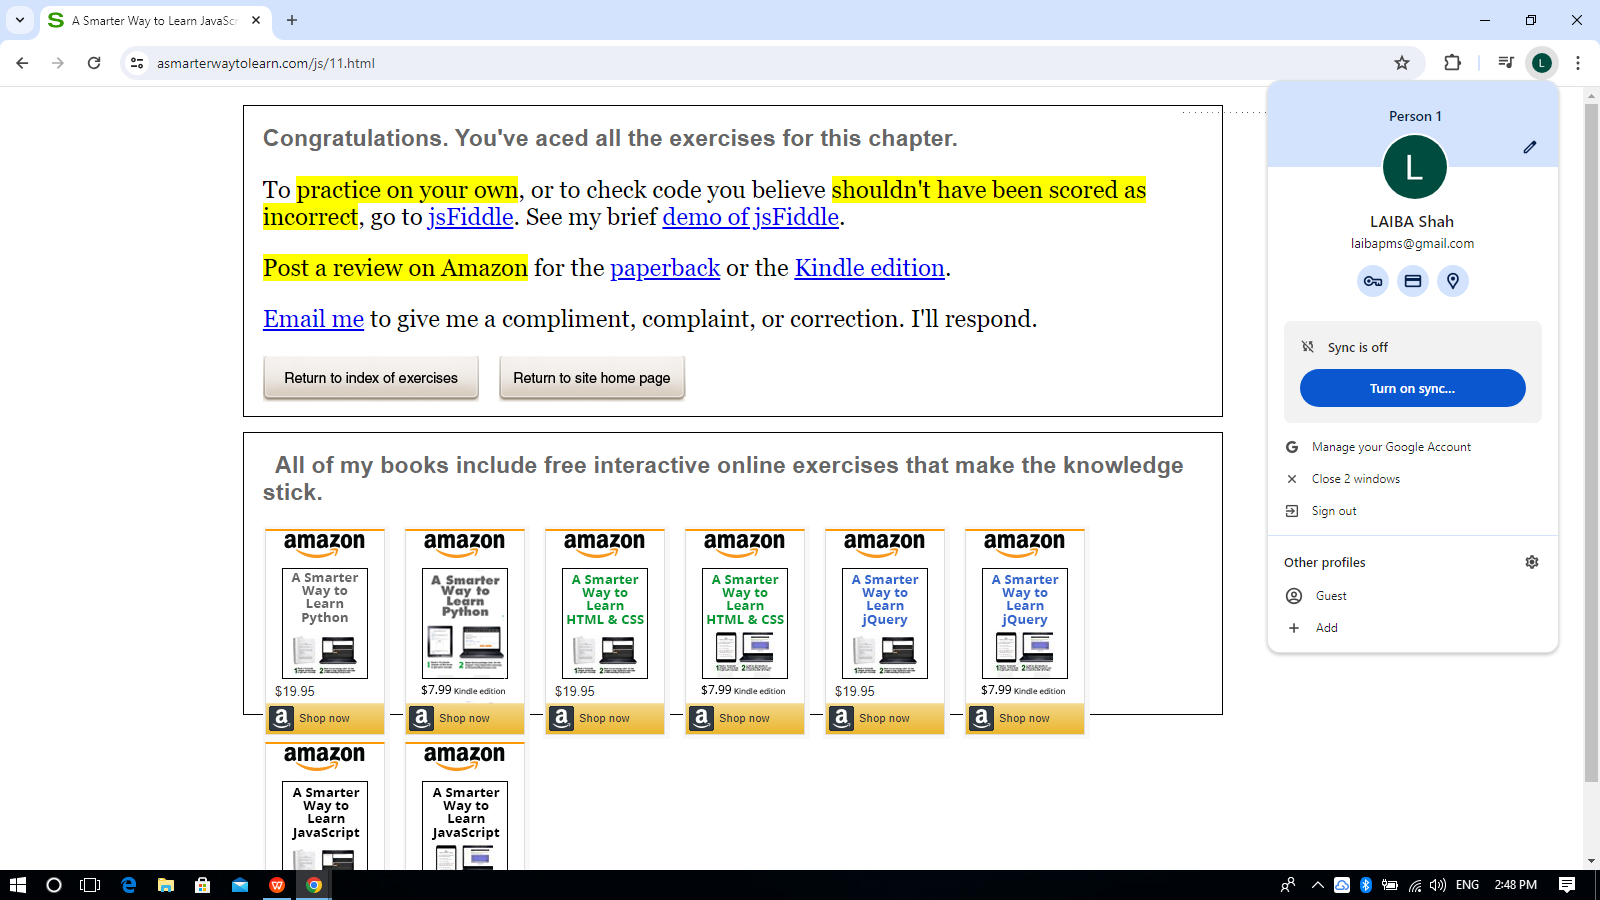 A Smarter Way to Learn JavaSc
asmarterwaytolearn.com/js/11.html
L
Congratulations. You've aced all the exercises for this chapter.
To practice on your own, or to check code you believe shouldn't have been scored as
incorrect, go to jsFiddle. See my brief demo of jsFiddle.
Post a review on Amazon for the paperback or the Kindle edition.
Email me to give me a compliment, complaint, or correction. I'll respond.
Return to index of exercises
Return to site home page
All of my books include free interactive online exercises that make the knowledge
stick.
amazon
A Smarter
Way to
Learn
Python
$19.95
Shop now
amazon
A Smarter
Way to
Learn
Python
$7.99 Kindle edition
Shop now
amazon
A Smarter
Way to
Learn
HTML & CSS
$19.95
Shop now
amazon
A Smarter
Way to
Learn
HTML & CSS
$7.99 Kindle edition
Shop now
amazon
A Smarter
Way to
Learn
jQuery
$19.95
Shop now
amazon
A Smarter
Way to
Learn
jQuery
$7.99 Kindle edition
Shop now
amazon
A Smarter
Way to
Learn
JavaScript
amazon
A Smarter
Way to
Learn
JavaScript
Person 1
L
LAIBA Shah
laibapms@gmail.com
Sync is off
Turn on sync...
Manage your Google Account
Close 2 windows
Sign out
Other profiles
Guest
Add
ENG
2:48 PM